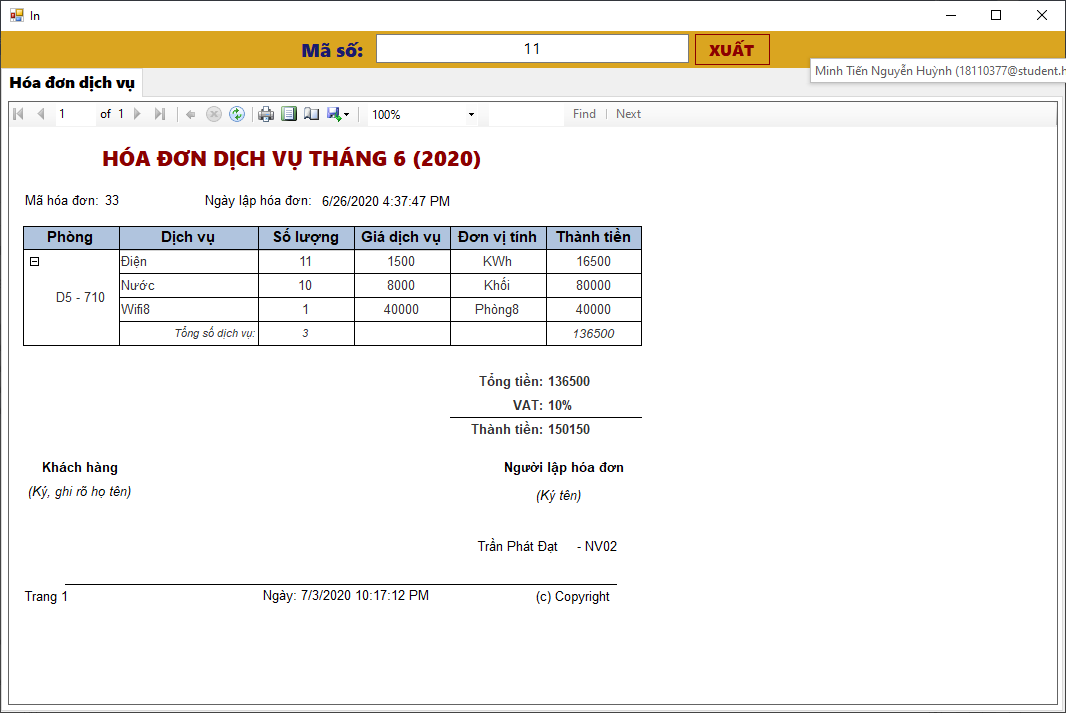 In
Mã số: 11 XUẤT
Minh Tiến Nguyễn Huỳnh (18110377@student.h
Hóa đơn dịch vụ
1 of 1 100% Find | Next
HÓA ĐƠN DỊCH VỤ THÁNG 6 (2020)
Mã hóa đơn: 33 Ngày lập hóa đơn: 6/26/2020 4:37:47 PM
Phòng Dịch vụ Số lượng Giá dịch vụ Đơn vị tính Thành tiền
Điện 11 1500 KWh 16500
D5 - 710
Nước 10 8000 Khối 80000
Wifi8 1 40000 Phòng8 40000
Tổng số dịch vụ: 3 136500
Tổng tiền: 136500
VAT: 10%
Thành tiền: 150150
Khách hàng Người lập hóa đơn
(Ký, ghi rõ họ tên) (Ký tên)
Trần Phát Đạt - NV02
Trang 1 Ngày: 7/3/2020 10:17:12 PM (c) Copyright